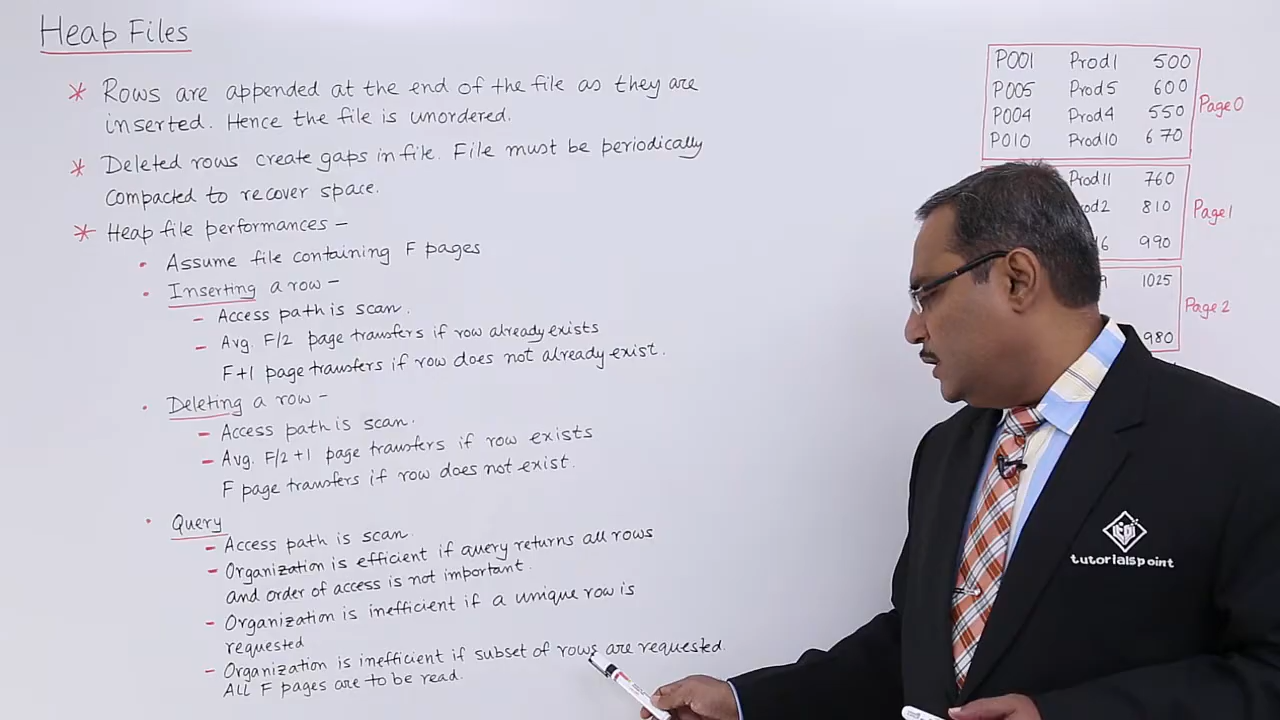 Heap Files
* Rows are appended at the end of the file as they are
inserted. Hence the file is unordered.
* Deleted rows create gaps in file. File must be periodically
compacted to recover space.
* Heap file performances –
• Assume file containing F pages
• Inserting a row –
– Access path is scan.
– Avg. F/2 page transfers if row already exists
F+1 page transfers if row does not already exist.
• Deleting a row –
– Access path is scan.
– Avg. F/2 +1 page transfers if row exists
F page transfers if row does not exist.
• Query
– Access path is scan.
– Organization is efficient if query returns all rows
and order of access is not important.
– Organization is inefficient if a unique row is
requested
– Organization is inefficient if subset of rows are requested.
ALL F pages are to be read.
P001 Prod1 500
P005 Prod5 600
P004 Prod4 550
P010 Prod10 670
Page0
Prod11 760
rod2 810
6 990
Page1
1025
980
Page2
tutorialspoint